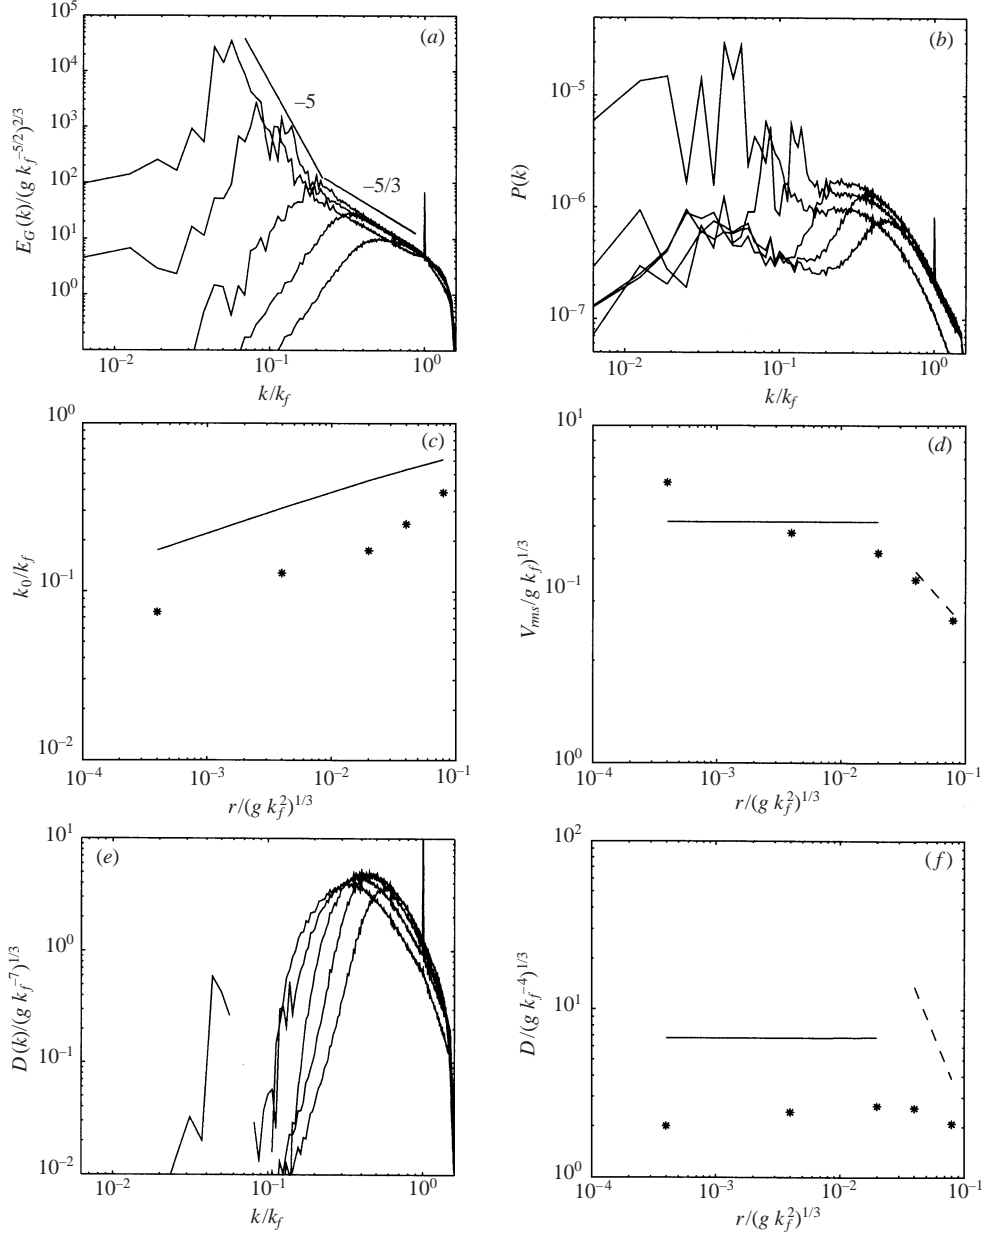 (a)
10^5
10^4
10^3
10^2
10^1
10^0
–5
–5/3
E_G (k)/(g k_f^{–5/2})^{2/3}
10^{–2}
10^{–1}
10^0
k/k_f
(b)
10^{–5}
10^{–6}
10^{–7}
P(k)
10^{–2}
10^{–1}
10^0
k/k_f
(c)
10^0
10^{–1}
10^{–2}
k_0/k_f
10^{–4}
10^{–3}
10^{–2}
10^{–1}
r/(g k_f^2)^{1/3}
(d)
10^1
10^{–1}
10^0
V_{rms}/g k_f)^{1/3}
10^{–4}
10^{–3}
10^{–2}
10^{–1}
r/(g k_f^2)^{1/3}
(e)
10^1
10^0
10^{–1}
10^{–2}
D(k)/(g k_f^{–7})^{1/3}
10^{–2}
10^{–1}
10^0
k/k_f
(f)
10^2
10^1
10^0
D/(g k_f^{–4})^{1/3}
10^{–4}
10^{–3}
10^{–2}
10^{–1}
r/(g k_f^2)^{1/3}